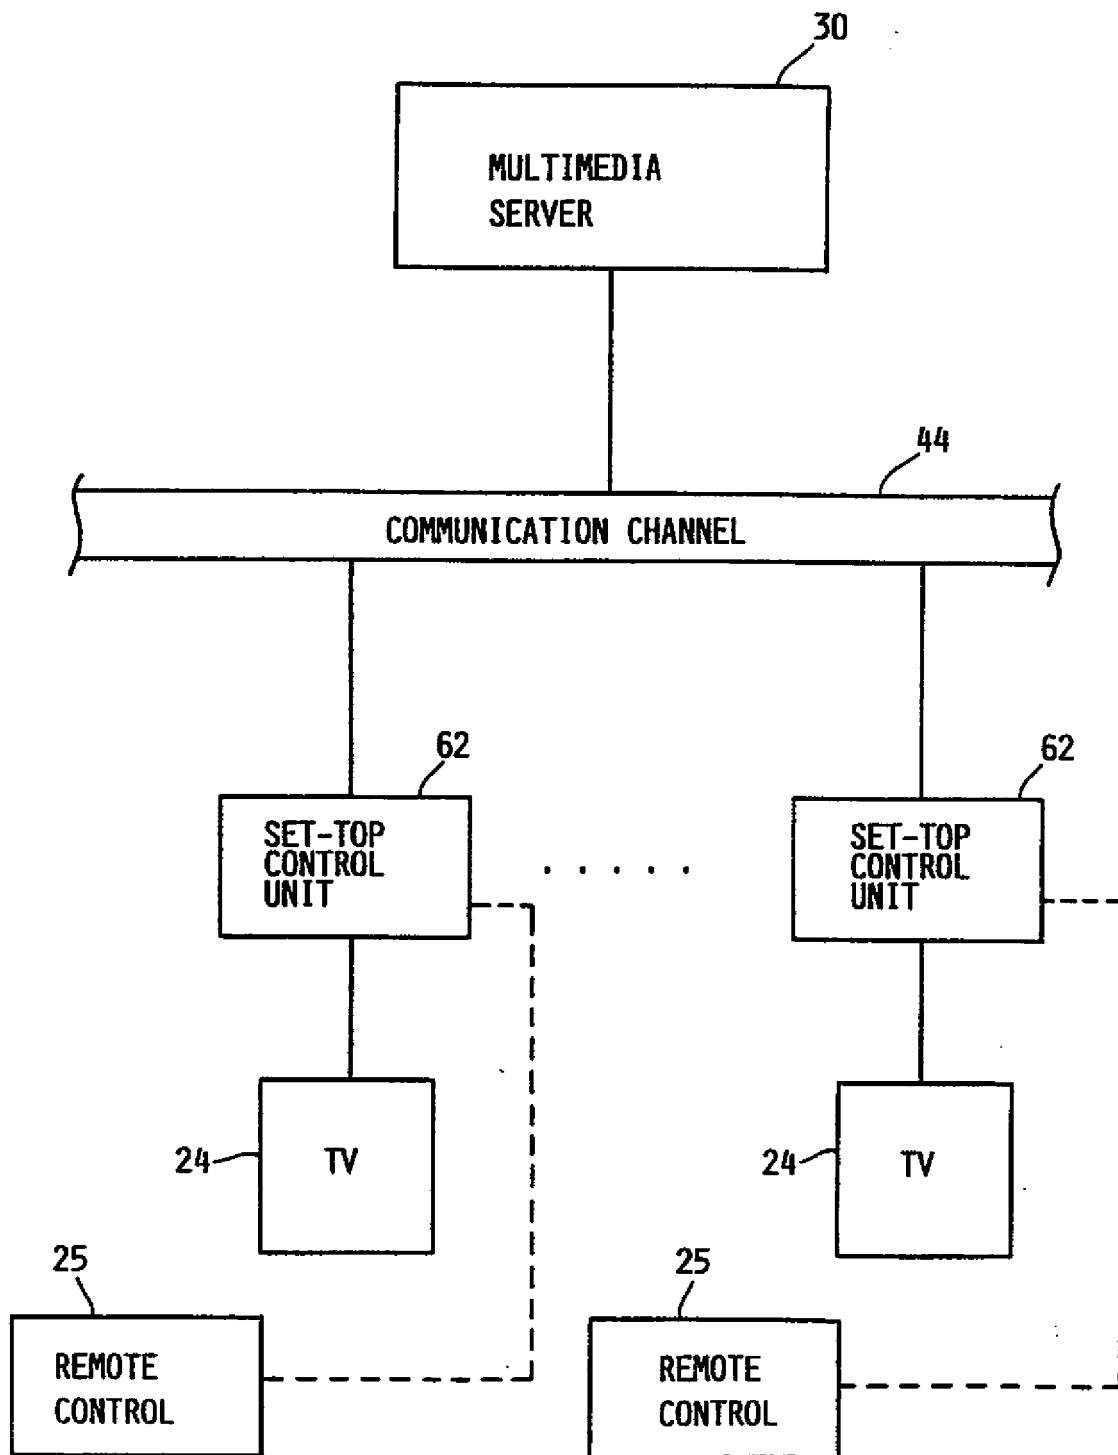 30
MULTIMEDIA
SERVER
44
COMMUNICATION CHANNEL
62
62
SET-TOP
CONTROL
UNIT
. . . . .
SET-TOP
CONTROL
UNIT
24
TV
24
TV
25
25
REMOTE
CONTROL
REMOTE
CONTROL